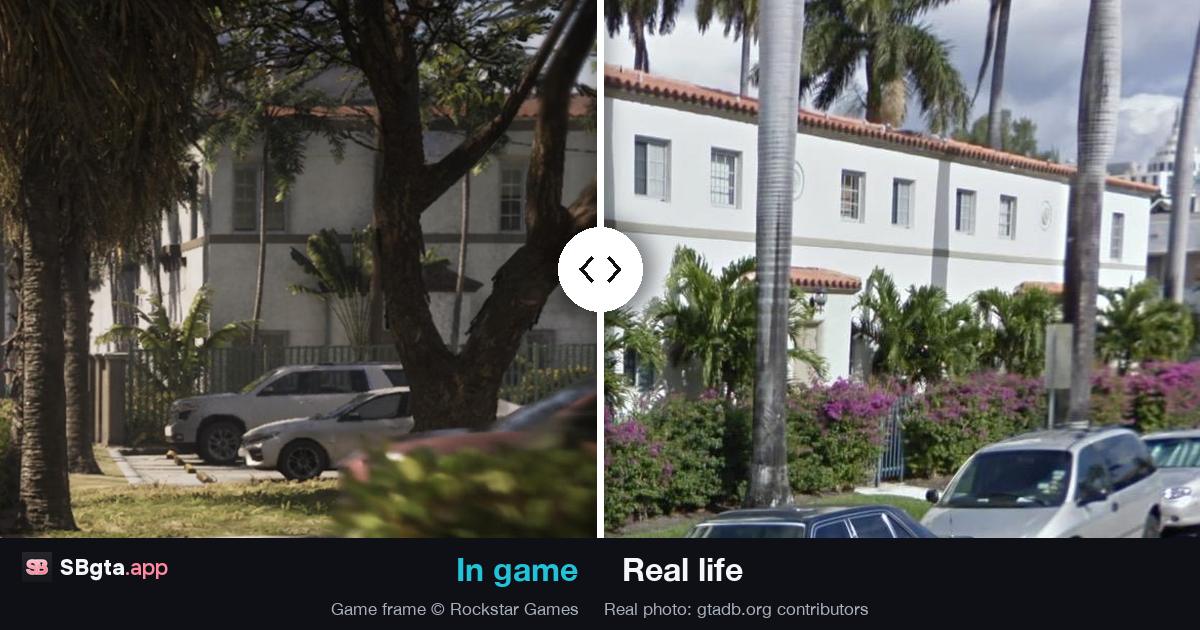 SB SBgta.app
In game
Real life
Game frame © Rockstar Games
Real photo: gtadb.org contributors